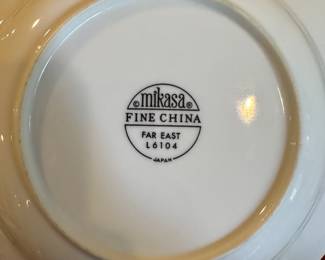 ©mikasa®
FINE CHINA
FAR EAST
L6104
JAPAN